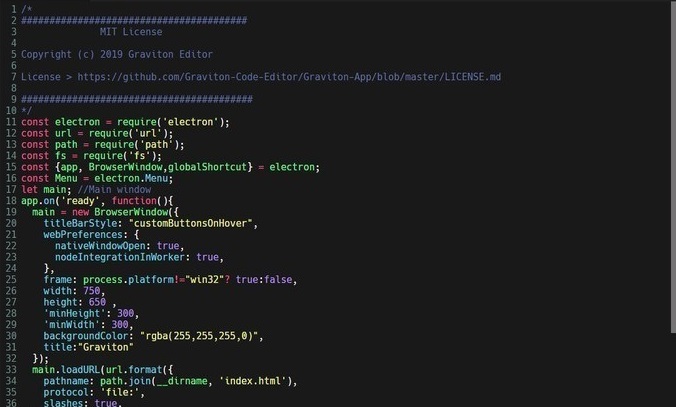 1 /*
2 ########################################
3 MIT License
4
5 Copyright (c) 2019 Graviton Editor
6
7 License > https://github.com/Graviton-Code-Editor/Graviton-App/blob/master/LICENSE.md
8
9 #########################################
10 */
11 const electron = require('electron');
12 const url = require('url');
13 const path = require('path');
14 const fs = require('fs');
15 const {app, BrowserWindow,globalShortcut} = electron;
16 const Menu = electron.Menu;
17 let main; //Main window
18 app.on('ready', function(){
19 main = new BrowserWindow({
20 titleBarStyle: "customButtonsOnHover",
21 webPreferences: {
22 nativeWindowOpen: true,
23 nodeIntegrationInWorker: true,
24 },
25 frame: process.platform!="win32"? true:false,
26 width: 750,
27 height: 650 ,
28 'minHeight': 300,
29 'minWidth': 300,
30 backgroundColor: "rgba(255,255,255,0)",
31 title:"Graviton"
32 });
33 main.loadURL(url.format({
34 pathname: path.join(__dirname, 'index.html'),
35 protocol: 'file:',
36 slashes: true,